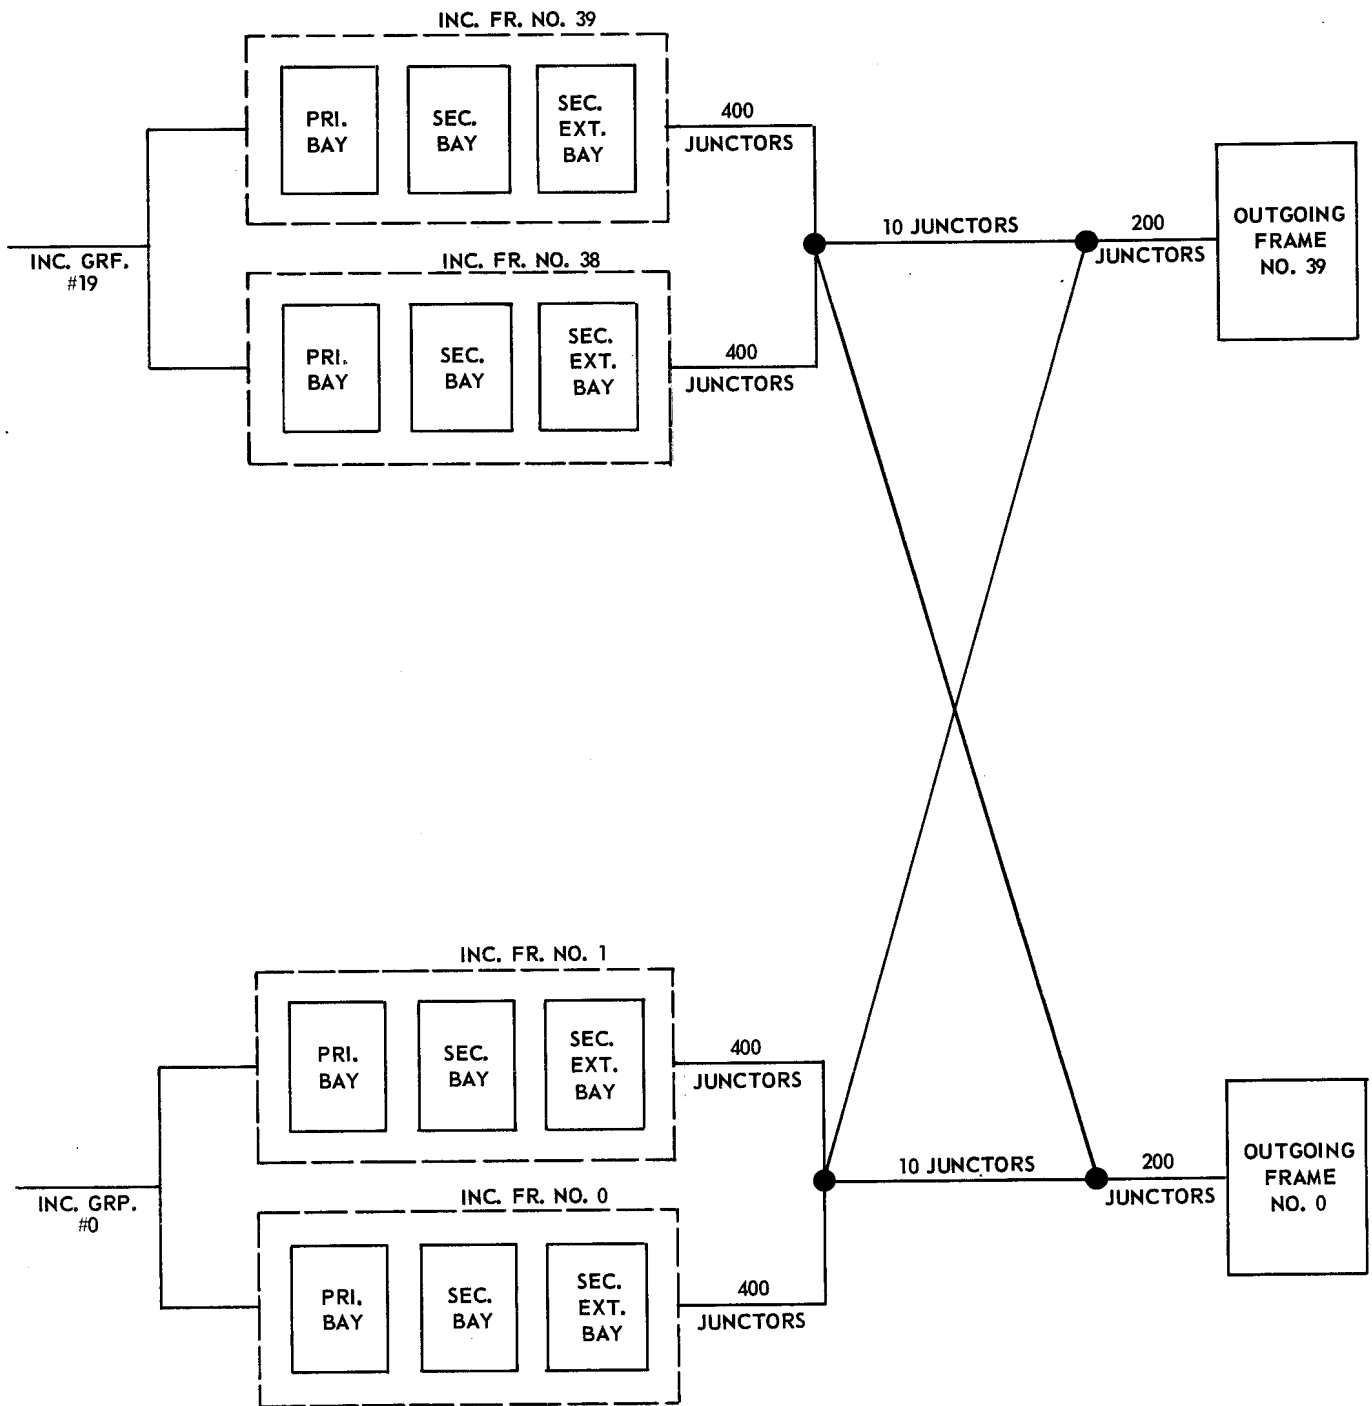 INC. FR. NO. 39
PRI.
BAY
SEC.
BAY
SEC.
EXT.
BAY
400
JUNCTORS
INC. GRF.
#19
INC. FR. NO. 38
PRI.
BAY
SEC.
BAY
SEC.
EXT.
BAY
400
JUNCTORS
10 JUNCTORS
200
JUNCTORS
OUTGOING
FRAME
NO. 39
INC. FR. NO. 1
PRI.
BAY
SEC.
BAY
SEC.
EXT.
BAY
400
JUNCTORS
INC. GRP.
#0
INC. FR. NO. 0
PRI.
BAY
SEC.
BAY
SEC.
EXT.
BAY
400
JUNCTORS
10 JUNCTORS
200
JUNCTORS
OUTGOING
FRAME
NO. 0